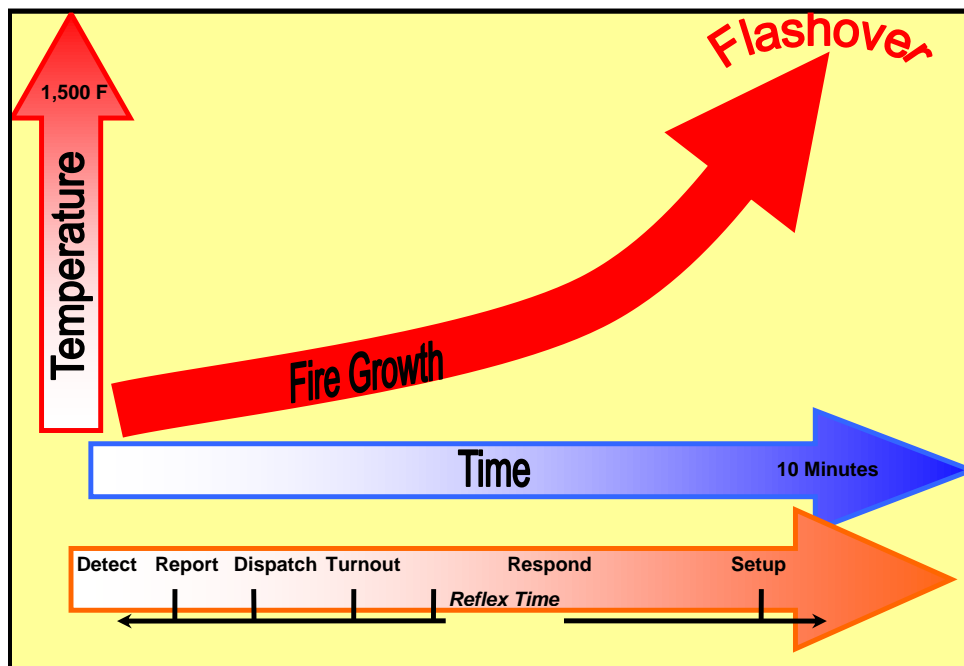 Flashover
1,500 F
Temperature
Fire Growth
Time
10 Minutes
Detect Report Dispatch Turnout Respond Setup
Reflex Time